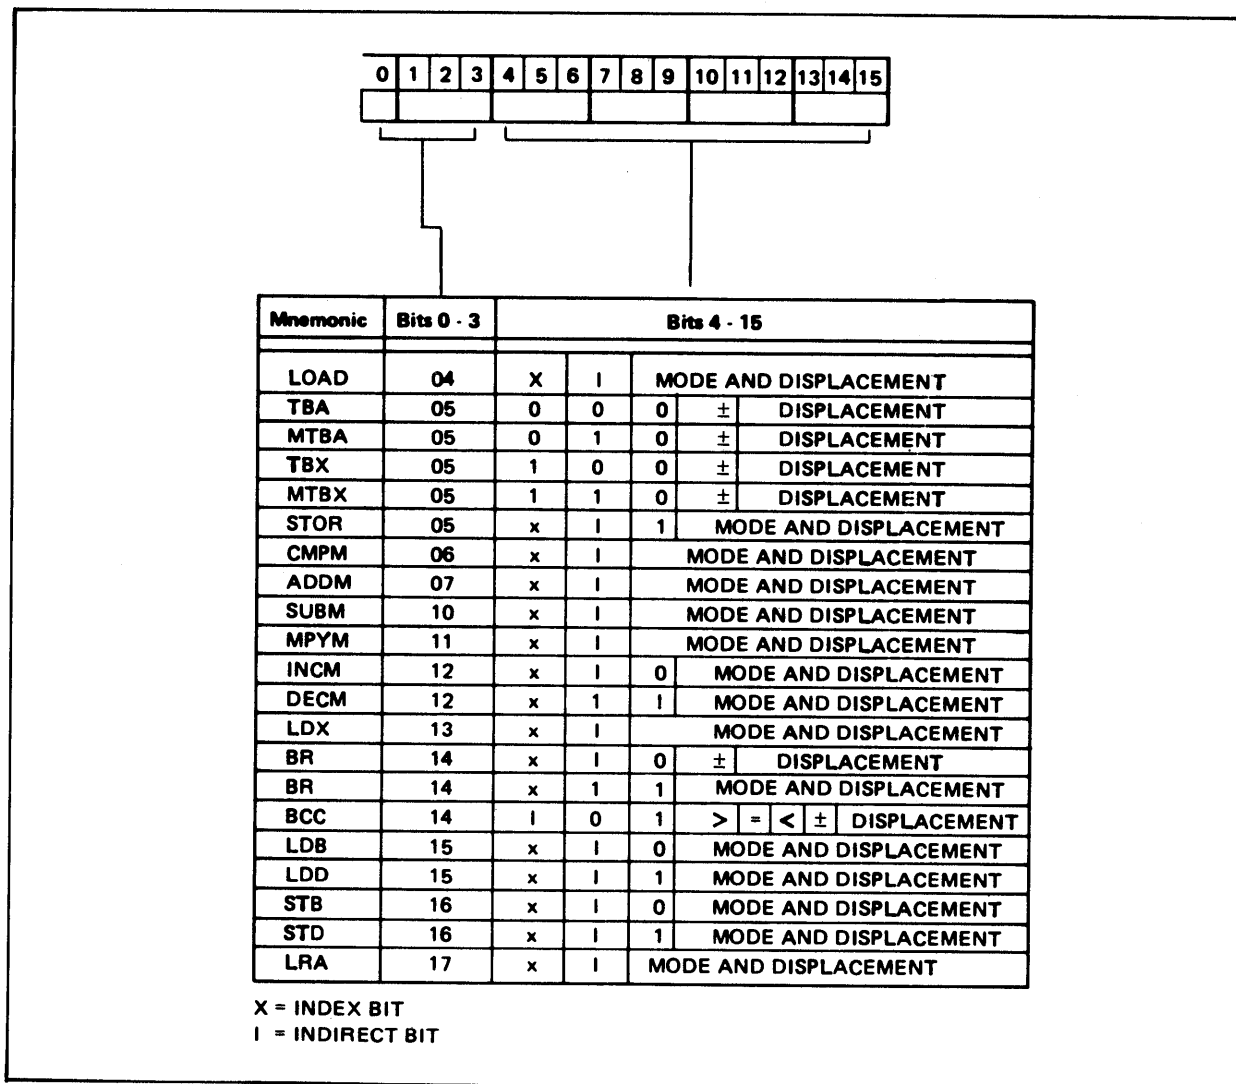 0 1 2 3 4 5 6 7 8 9 10 11 12 13 14 15
Mnemonic Bits 0 - 3 Bits 4 - 15
LOAD 04 X I MODE AND DISPLACEMENT
TBA 05 0 0 0 ± DISPLACEMENT
MTBA 05 0 1 0 ± DISPLACEMENT
TBX 05 1 0 0 ± DISPLACEMENT
MTBX 05 1 1 0 ± DISPLACEMENT
STOR 05 x I 1 MODE AND DISPLACEMENT
CMPM 06 x I MODE AND DISPLACEMENT
ADDM 07 x I MODE AND DISPLACEMENT
SUBM 10 x I MODE AND DISPLACEMENT
MPYM 11 x I MODE AND DISPLACEMENT
INCM 12 x I 0 MODE AND DISPLACEMENT
DECM 12 x 1 I MODE AND DISPLACEMENT
LDX 13 x I MODE AND DISPLACEMENT
BR 14 x I 0 ± DISPLACEMENT
BR 14 x 1 1 MODE AND DISPLACEMENT
BCC 14 I 0 1 > = < ± DISPLACEMENT
LDB 15 x I 0 MODE AND DISPLACEMENT
LDD 15 x I 1 MODE AND DISPLACEMENT
STB 16 x I 0 MODE AND DISPLACEMENT
STD 16 x I 1 MODE AND DISPLACEMENT
LRA 17 x I MODE AND DISPLACEMENT
X = INDEX BIT
I = INDIRECT BIT